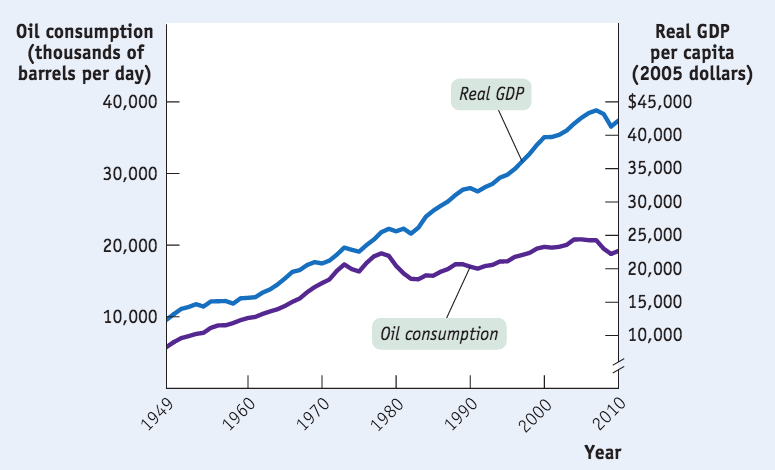 Oil consumption
(thousands of
barrels per day)
Real GDP
per capita
(2005 dollars)
40,000
30,000
20,000
10,000
$45,000
40,000
35,000
30,000
25,000
20,000
15,000
10,000
Real GDP
Oil consumption
1949
1960
1970
1980
1990
2000
2010
Year